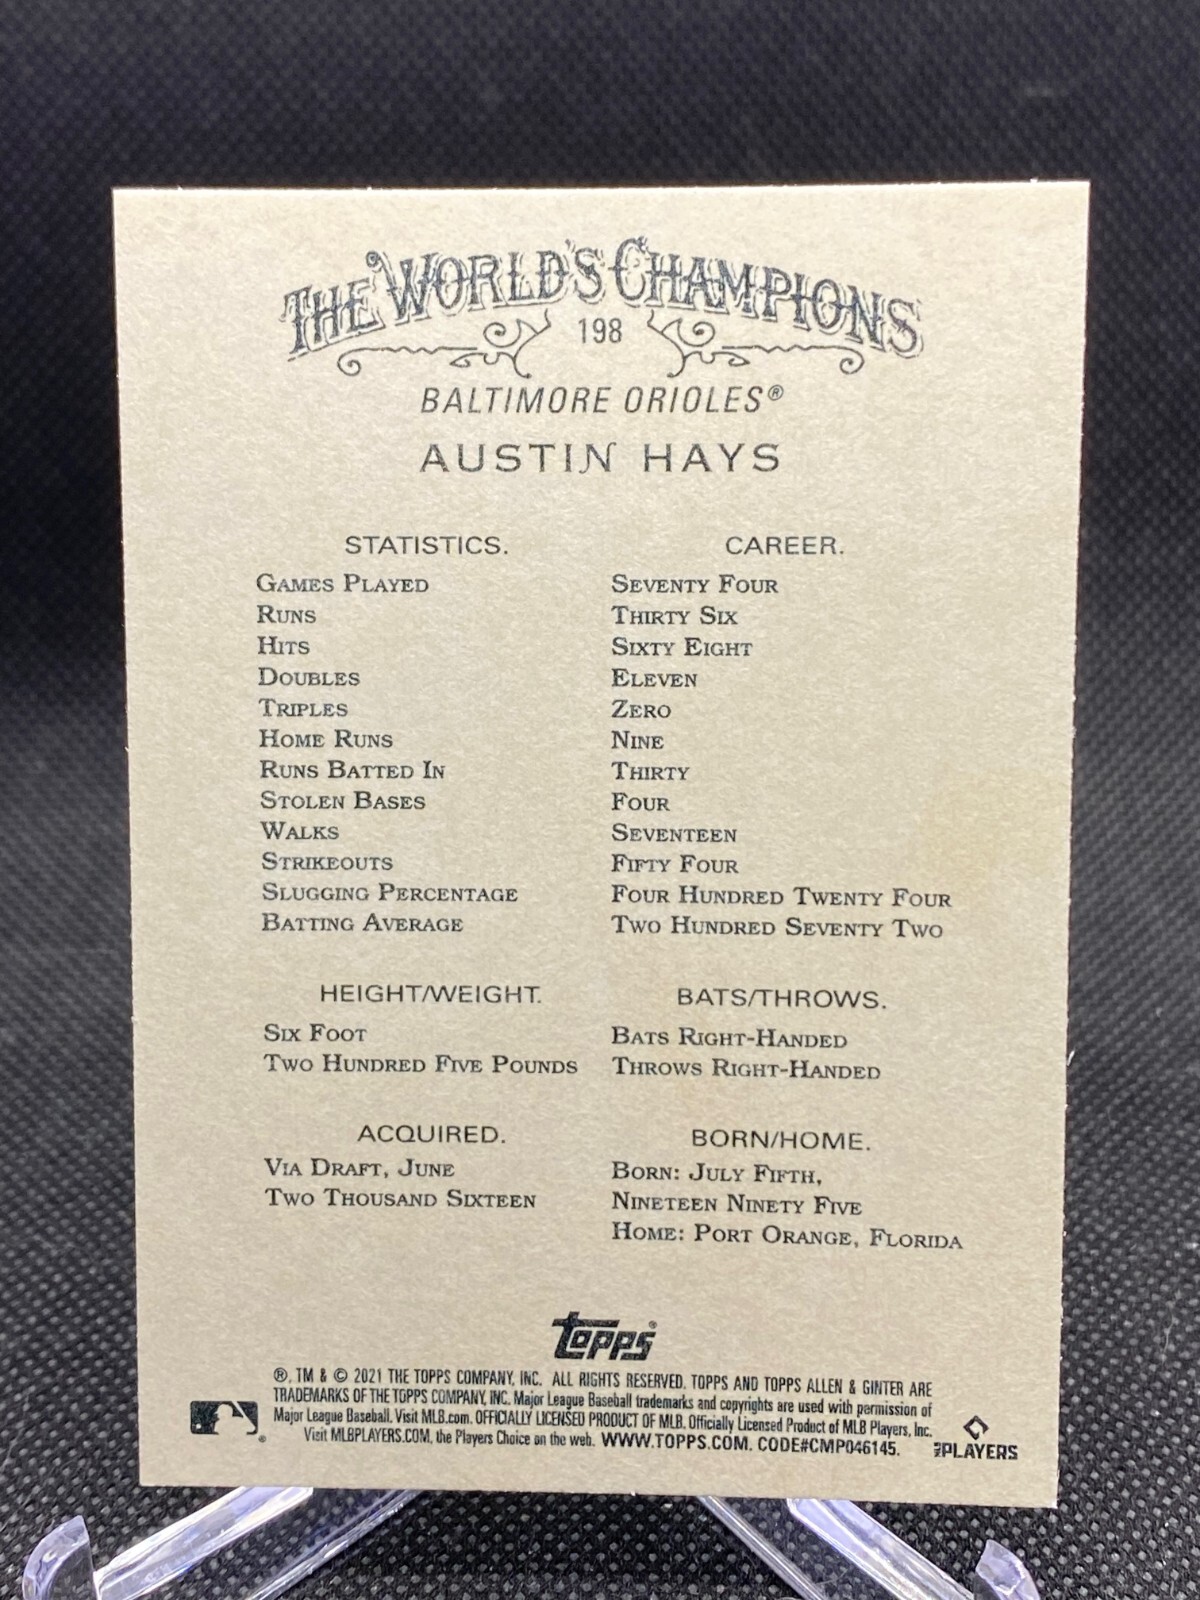 THE WORLD'S CHAMPIONS
198
BALTIMORE ORIOLES®
AUSTIN HAYS
STATISTICS. CAREER.
GAMES PLAYED SEVENTY FOUR
RUNS THIRTY SIX
HITS SIXTY EIGHT
DOUBLES ELEVEN
TRIPLES ZERO
HOME RUNS NINE
RUNS BATTED IN THIRTY
STOLEN BASES FOUR
WALKS SEVENTEEN
STRIKEOUTS FIFTY FOUR
SLUGGING PERCENTAGE FOUR HUNDRED TWENTY FOUR
BATTING AVERAGE TWO HUNDRED SEVENTY TWO
HEIGHT/WEIGHT.
SIX FOOT
TWO HUNDRED FIVE POUNDS
BATS/THROWS.
BATS RIGHT-HANDED
THROWS RIGHT-HANDED
ACQUIRED.
VIA DRAFT, JUNE
TWO THOUSAND SIXTEEN
BORN/HOME.
BORN: JULY FIFTH,
NINETEEN NINETY FIVE
HOME: PORT ORANGE, FLORIDA
topps®
®, TM & © 2021 THE TOPPS COMPANY, INC. ALL RIGHTS RESERVED. TOPPS AND TOPPS ALLEN & GINTER ARE
TRADEMARKS OF THE TOPPS COMPANY, INC. Major League Baseball trademarks and copyrights are used with permission of
Major League Baseball. Visit MLB.com. OFFICIALLY LICENSED PRODUCT OF MLB. Officially Licensed Product of MLB Players, Inc.
Visit MLBPLAYERS.COM, the Players Choice on the web. WWW.TOPPS.COM. CODE#CMP046145.
MLB PLAYERS